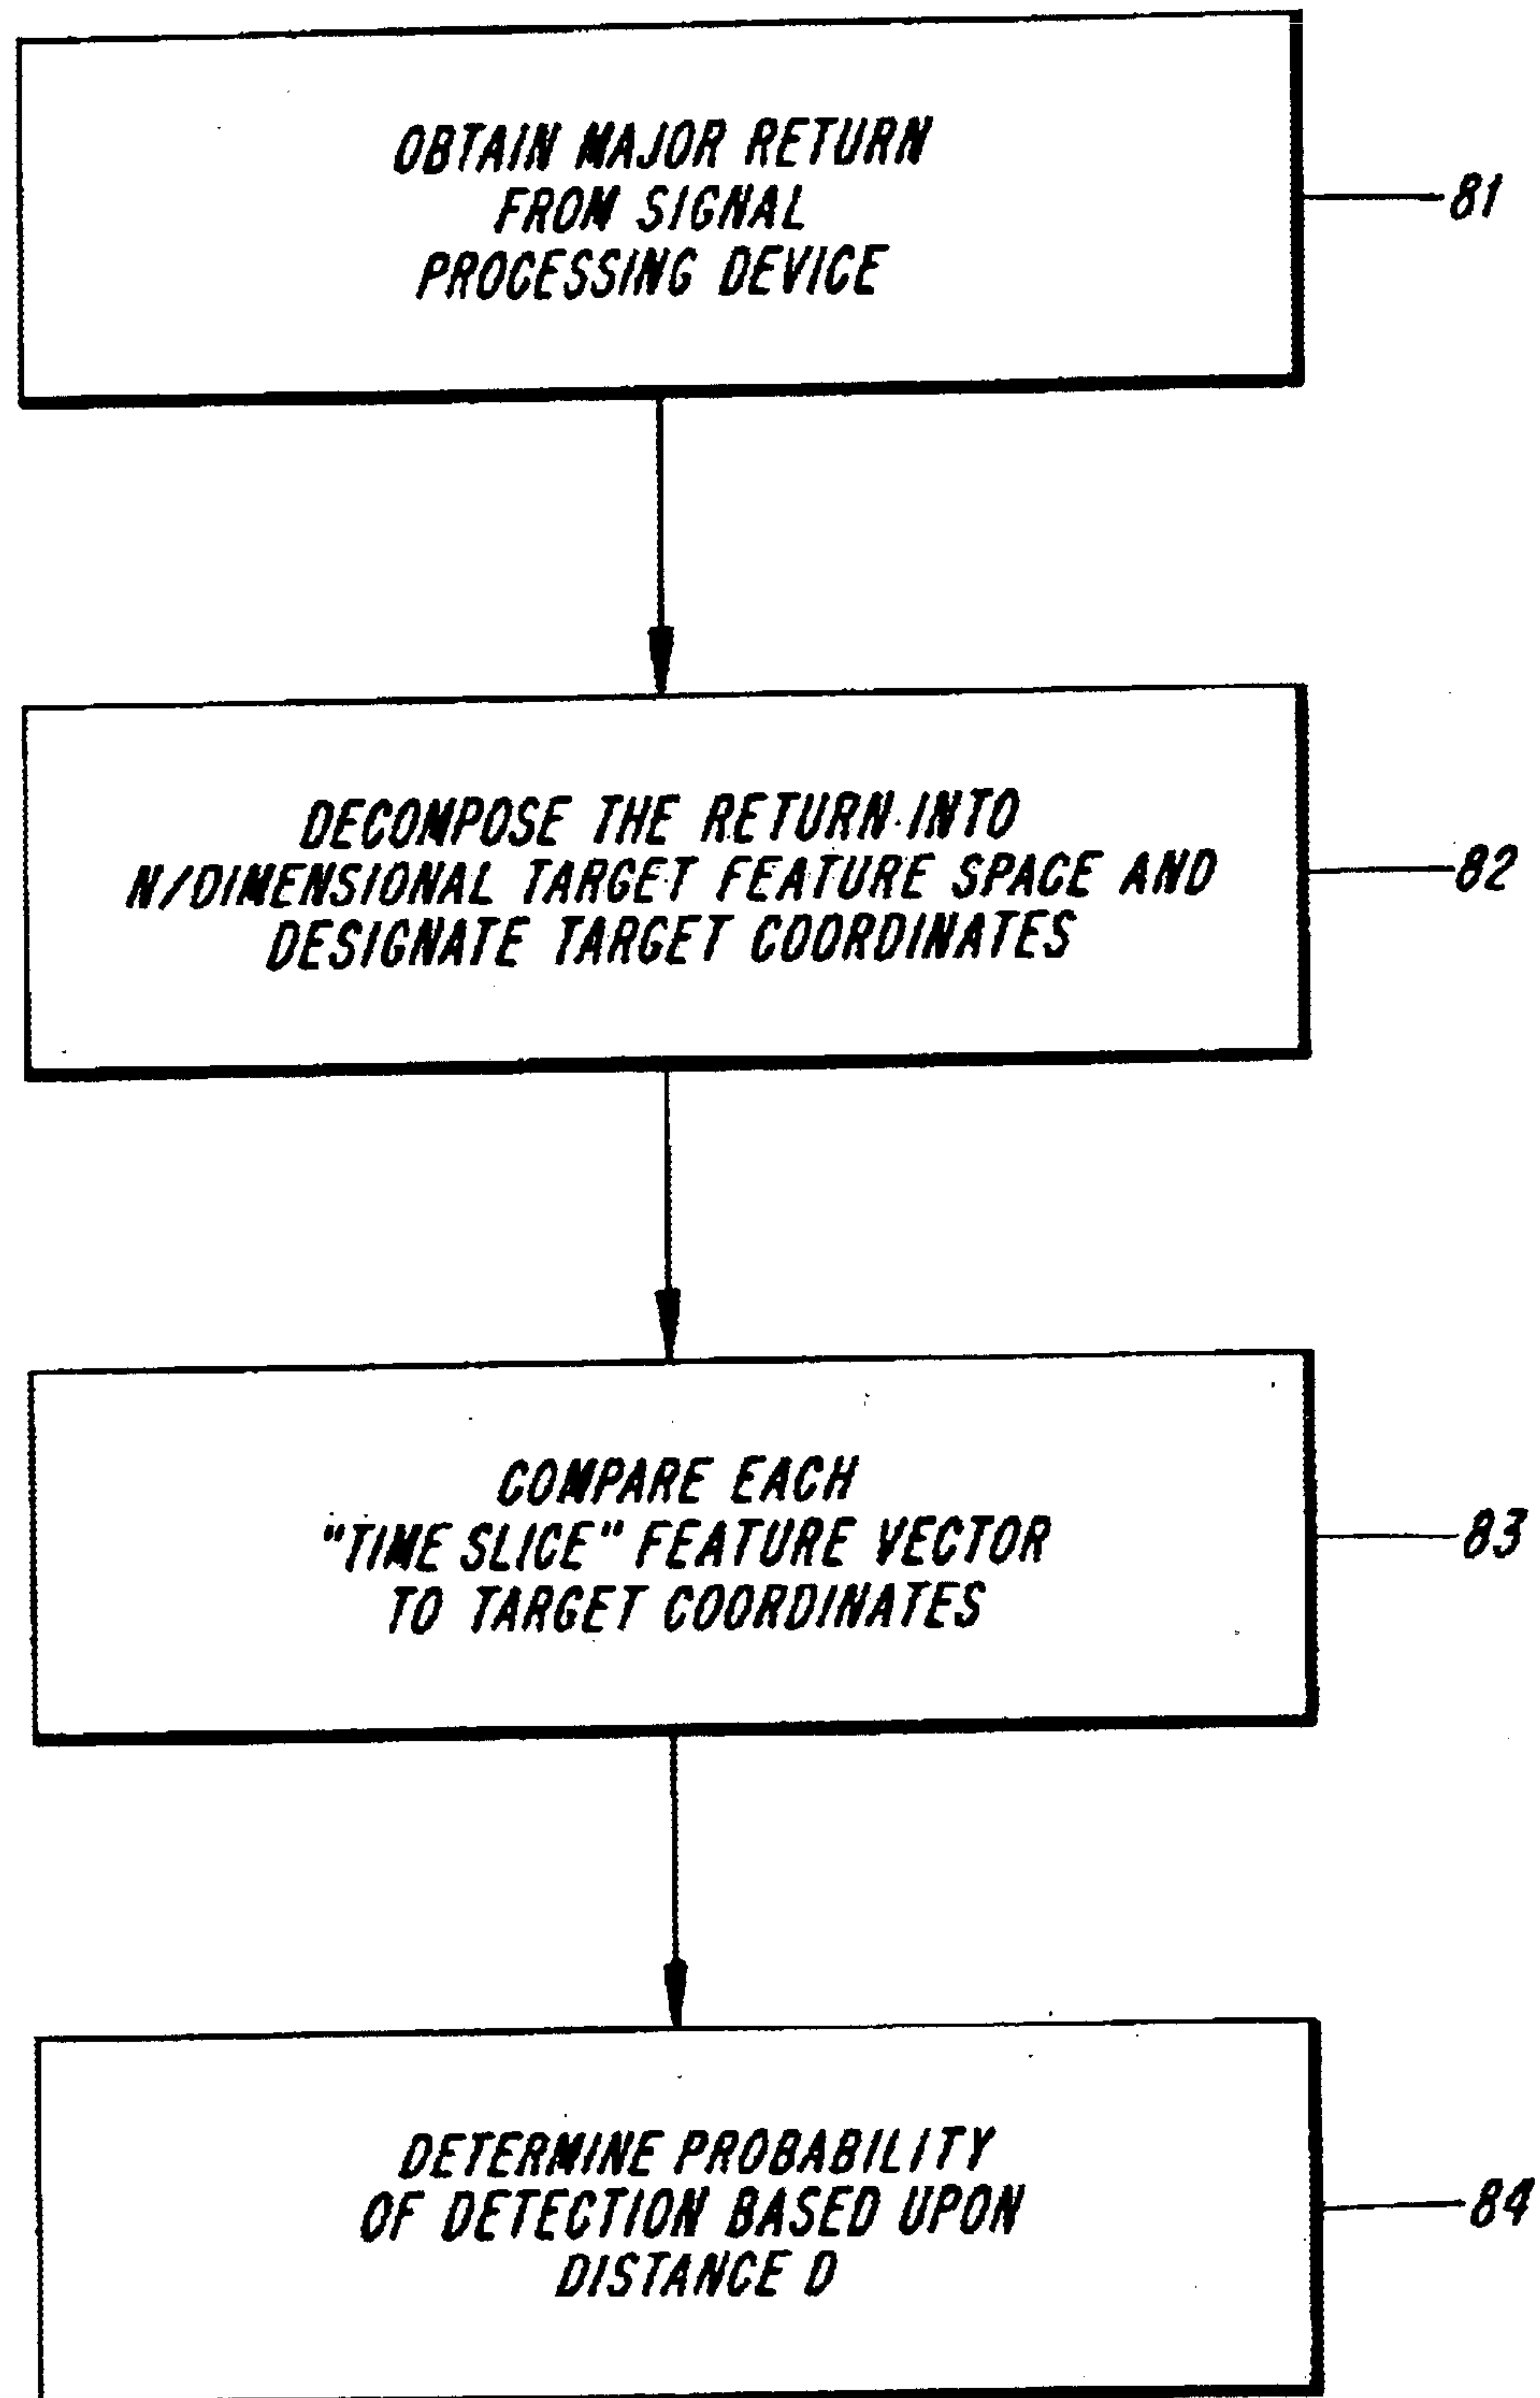 OBTAIN MAJOR RETURN
FROM SIGNAL
PROCESSING DEVICE
81
DECOMPOSE THE RETURN INTO
N/DIMENSIONAL TARGET FEATURE SPACE AND
DESIGNATE TARGET COORDINATES
82
COMPARE EACH
"TIME SLICE" FEATURE VECTOR
TO TARGET COORDINATES
83
DETERMINE PROBABILITY
OF DETECTION BASED UPON
DISTANCE D
84